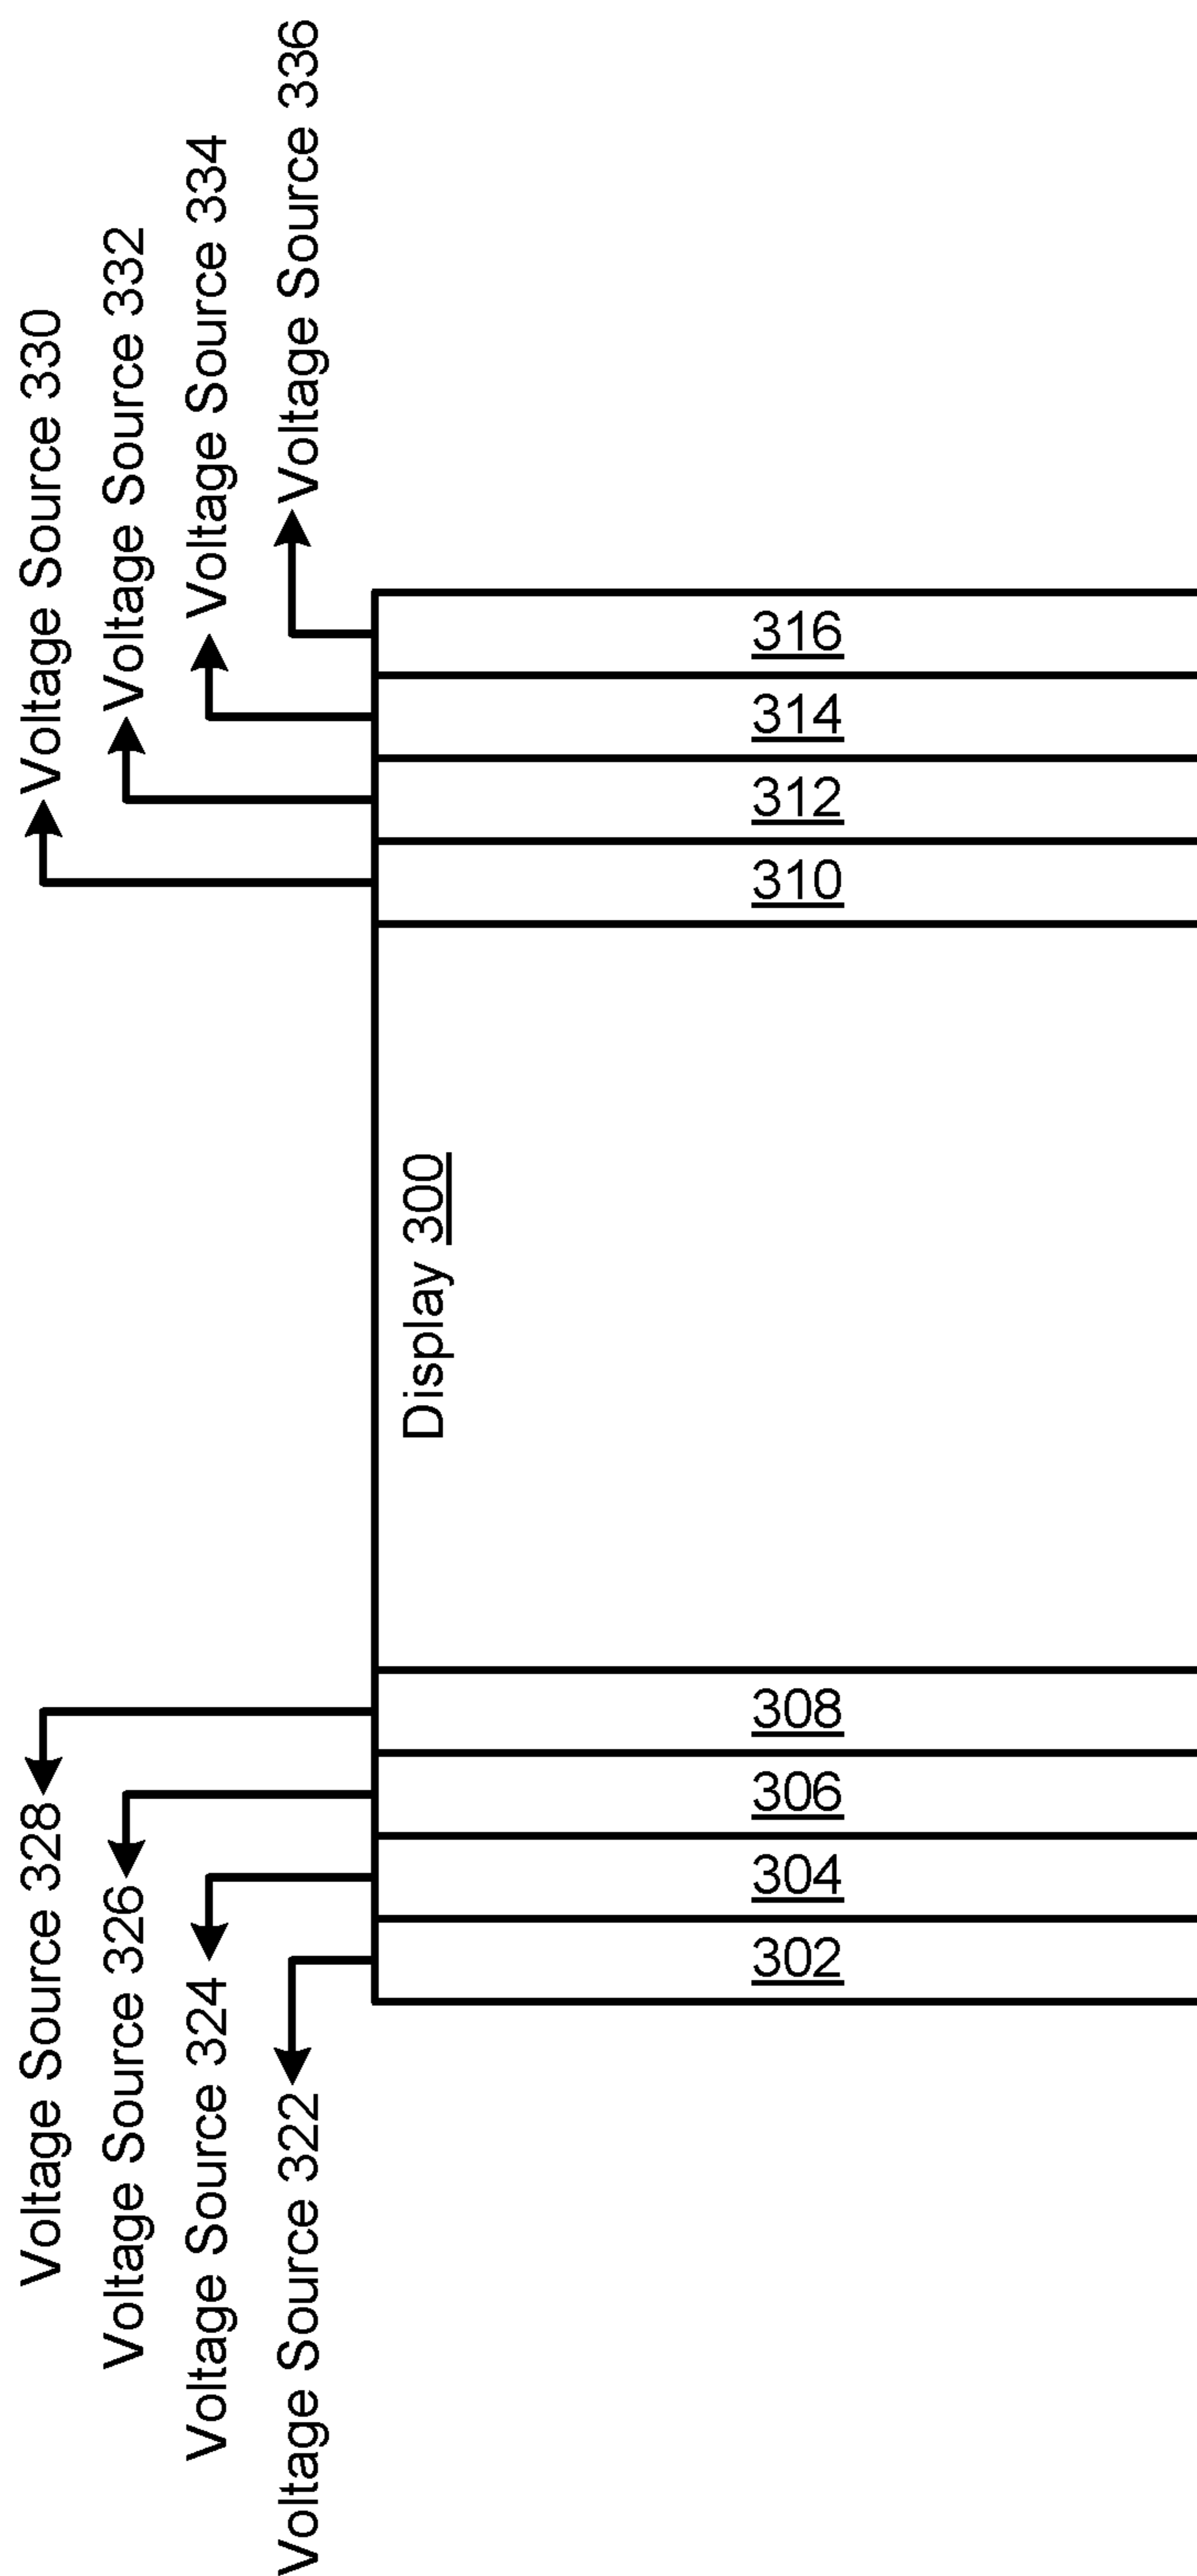 Voltage Source 328
Voltage Source 326
Voltage Source 324
Voltage Source 322
Voltage Source 330
Voltage Source 332
Voltage Source 334
Voltage Source 336
Display 300
302
304
306
308
310
312
314
316